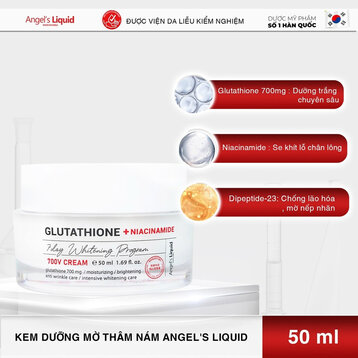 Angel's Liquid
ĐƯỢC VIỆN DA LIỄU KIỂM NGHIỆM
DƯỢC MỸ PHẨM
SỐ 1 HÀN QUỐC
Glutathione 700mg : Dưỡng trắng
chuyên sâu
Niacinamide : Se khít lỗ chân lông
Dipeptide-23: Chống lão hóa
, mờ nếp nhăn
GLUTATHIONE + NIACINAMIDE
7day Whitening Program
700V CREAM e 50 ml 1.69 fl. oz.
glutathione 700 mg / moisturizing / brightening
anti wrinkle care / intensive whitening care
Angel's Liquid
KEM DƯỠNG MỜ THÂM NÁM ANGEL'S LIQUID
50 ml